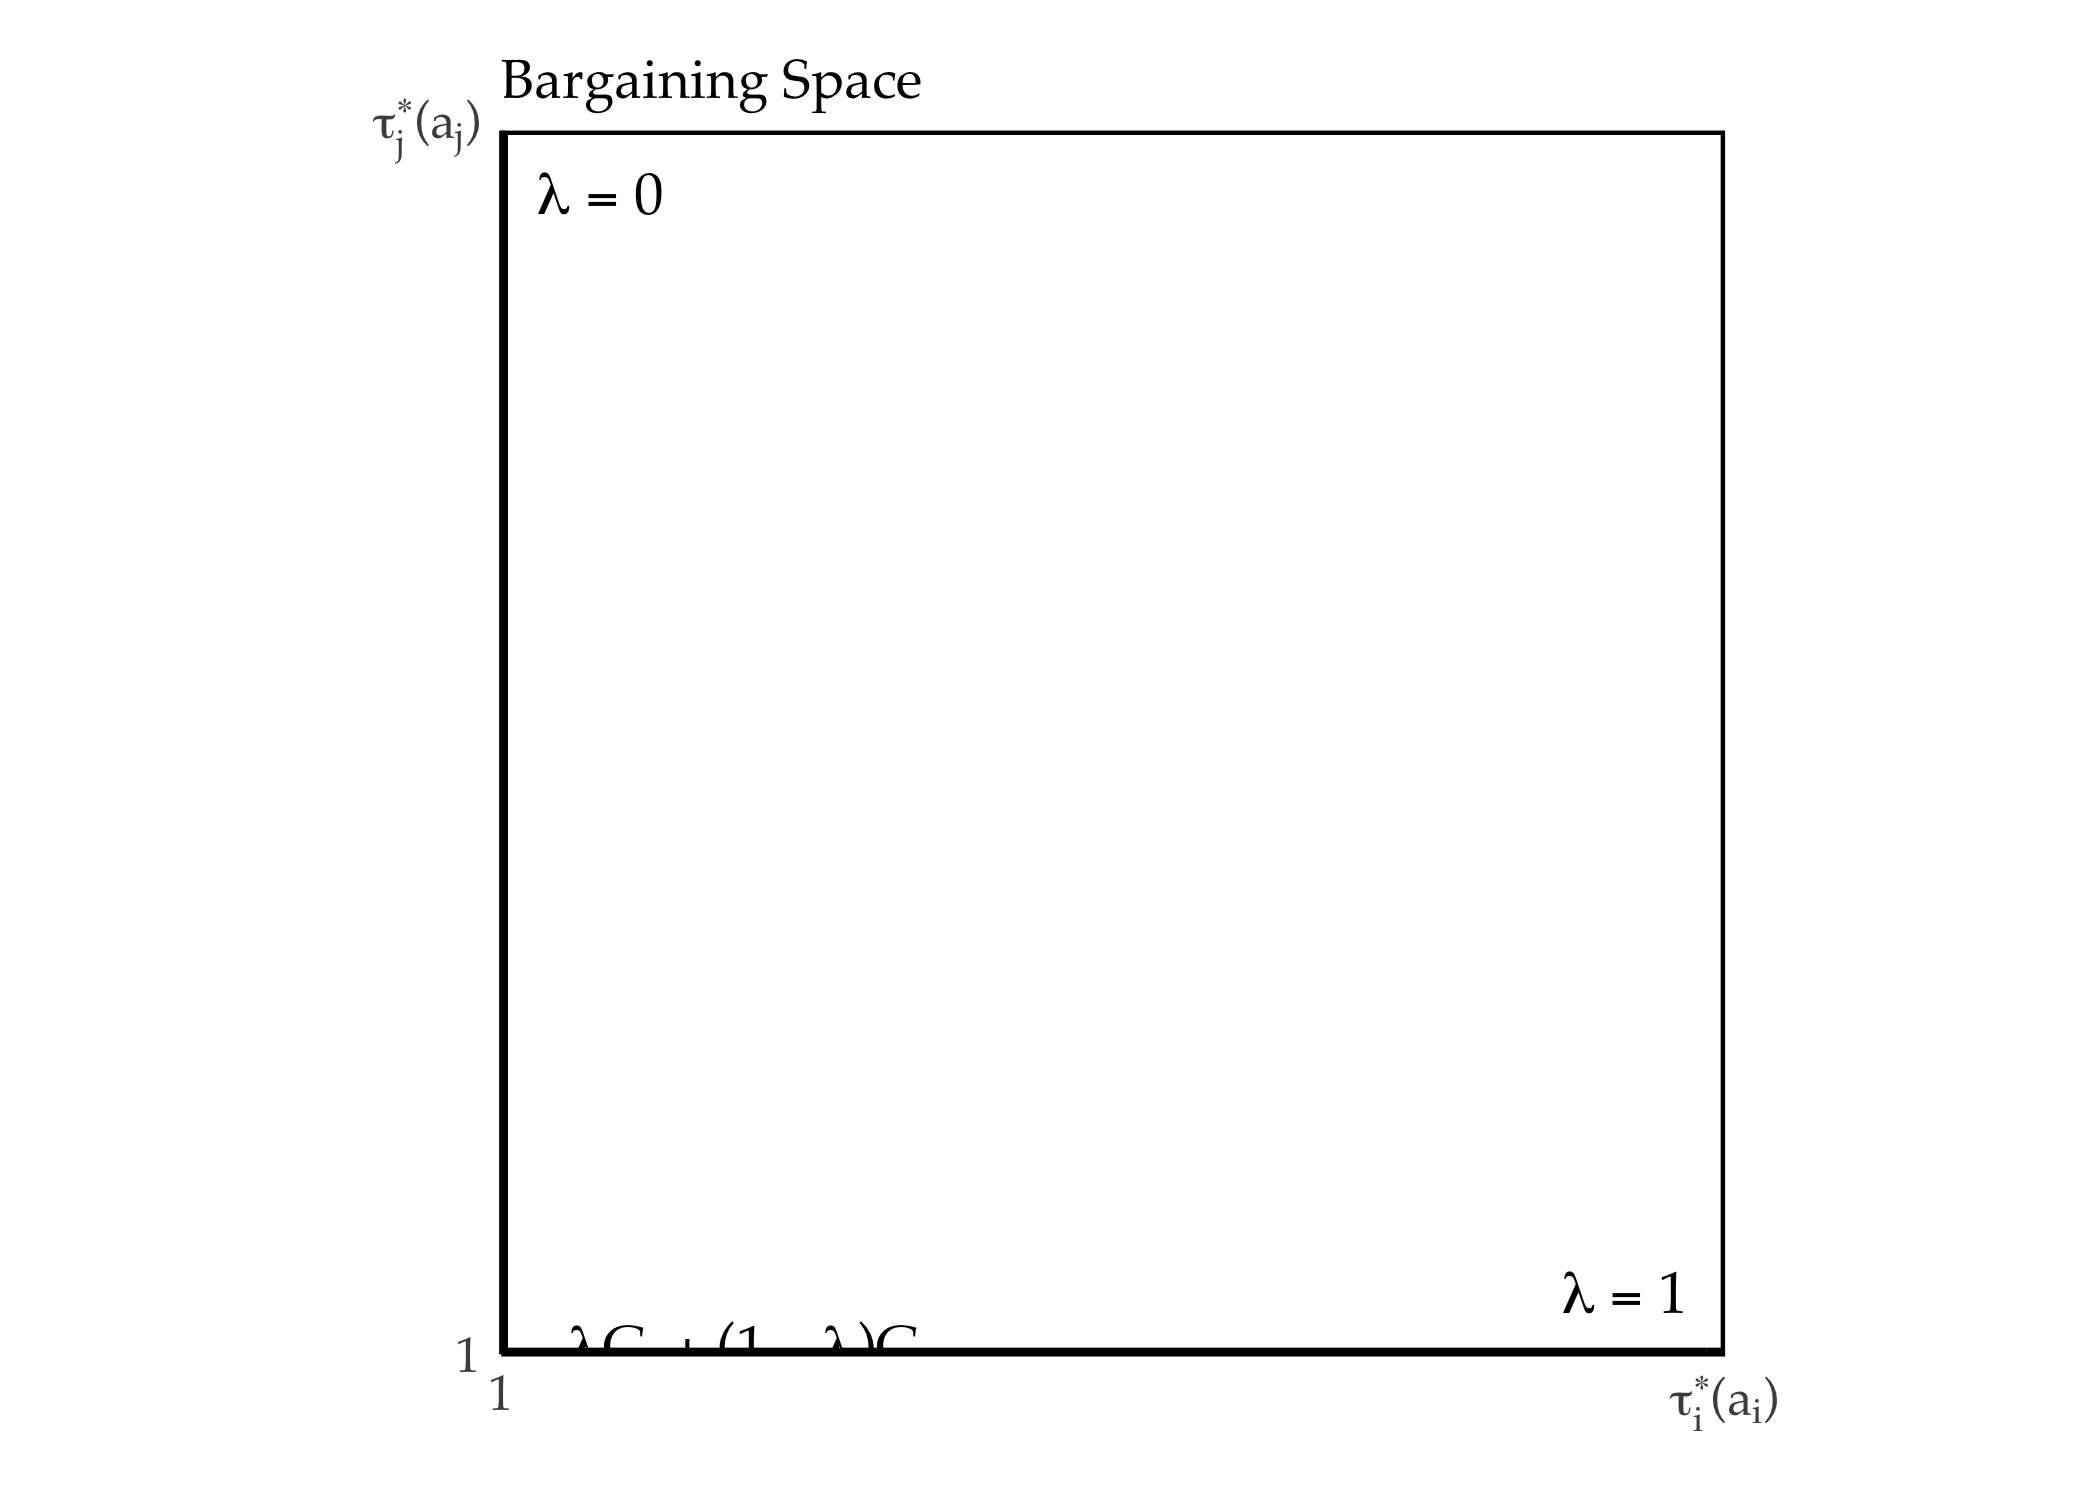 Bargaining Space
τj*(aj)
λ = 0
λ = 1
1
1
τi*(ai)